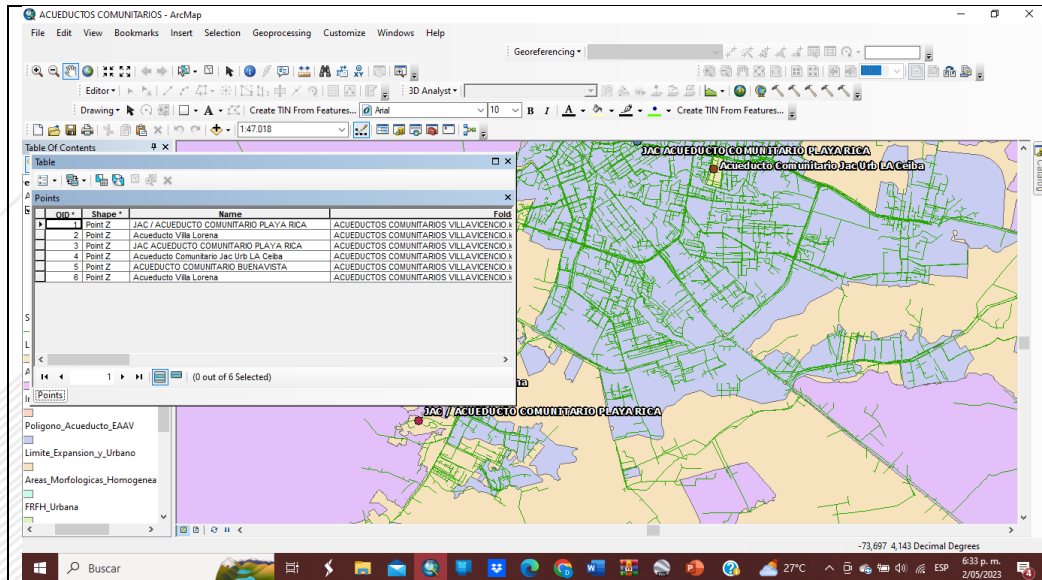 ACUEDUCTOS COMUNITARIOS - ArcMap
File Edit View Bookmarks Insert Selection Geoprocessing Customize Windows Help
Georeferencing
Editor 3D Analyst
Drawing A Create TIN From Features... Arial 10 B I A Create TIN From Features...
1:47.018
Table Of Contents
Table
Points
OID * Shape * Name Fold
1 Point Z JAC / ACUEDUCTO COMUNITARIO PLAYA RICA ACUEDUCTOS COMUNITARIOS VILLAVICENCIO.k
2 Point Z Acueducto Villa Lorena ACUEDUCTOS COMUNITARIOS VILLAVICENCIO.k
3 Point Z JAC ACUEDUCTO COMUNITARIO PLAYA RICA ACUEDUCTOS COMUNITARIOS VILLAVICENCIO.k
4 Point Z Acueducto Comunitario Jac Urb LA Ceiba ACUEDUCTOS COMUNITARIOS VILLAVICENCIO.k
5 Point Z ACUEDUCTO COMUNITARIO BUENAVISTA ACUEDUCTOS COMUNITARIOS VILLAVICENCIO.k
6 Point Z Acueducto Villa Lorena ACUEDUCTOS COMUNITARIOS VILLAVICENCIO.k
1 (0 out of 6 Selected)
Points
JAC ACUEDUCTO COMUNITARIO PLAYA RICA
Acueducto Comunitario Jac Urb LA Ceiba
Catalog
na
JAC / ACUEDUCTO COMUNITARIO PLAYA RICA
Poligono_Acueducto_EAAV
Limite_Expansion_y_Urbano
Areas_Morfologicas_Homogenea
FRFH_Urbana
-73,697 4,143 Decimal Degrees
Buscar
27°C ESP 6:33 p. m.
2/05/2023
4